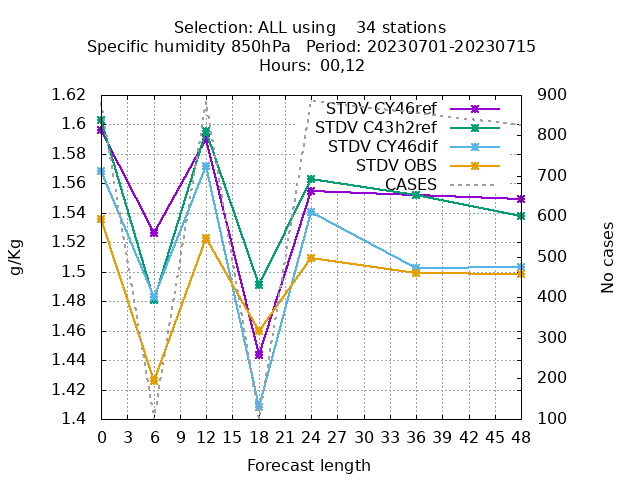 Selection: ALL using    34 stations
Specific humidity 850hPa   Period: 20230701-20230715
Hours: 00,12
STDV CY46ref
STDV C43h2ref
STDV CY46dif
STDV OBS
CASES
1.62
1.6
1.58
1.56
1.54
1.52
1.5
1.48
1.46
1.44
1.42
1.4
g/Kg
900
800
700
600
500
400
300
200
100
No cases
0 3 6 9 12 15 18 21 24 27 30 33 36 39 42 45 48
Forecast length